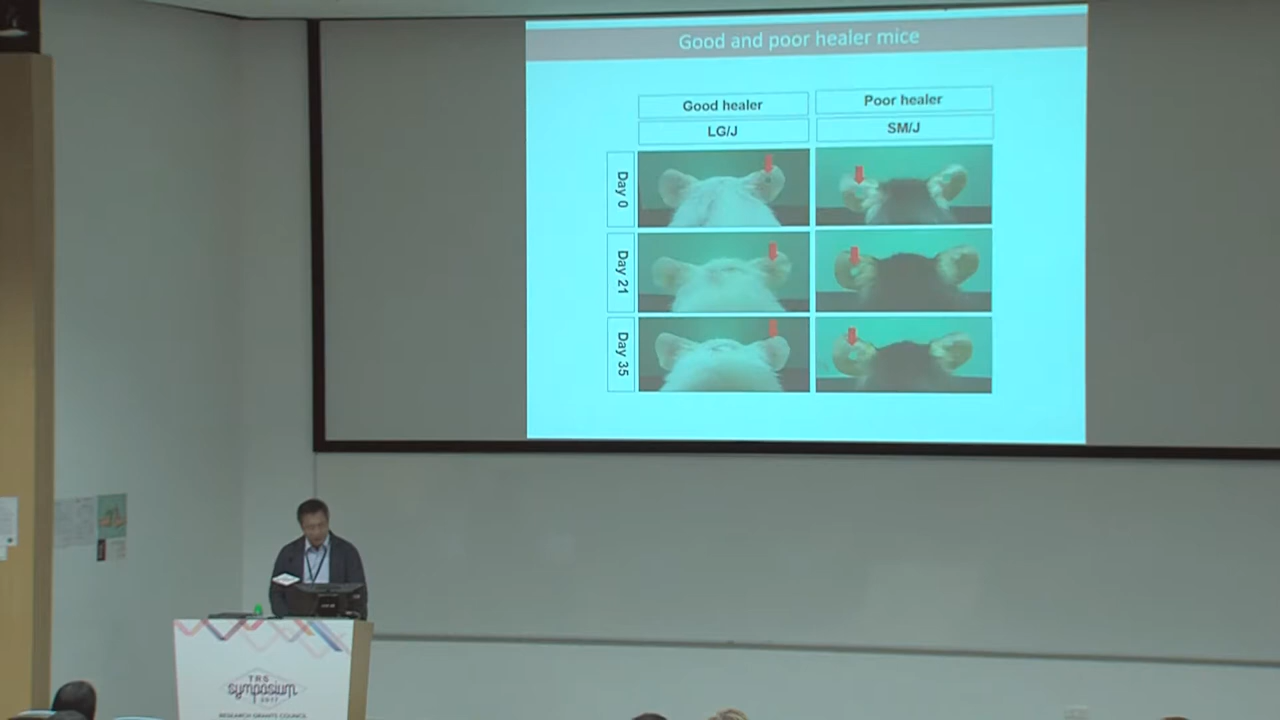 Good and poor healer mice
Good healer
Poor healer
LG/J
SM/J
Day 0
Day 21
Day 35
TRS
symposium
2017
RESEARCH GRANTS COUNCIL